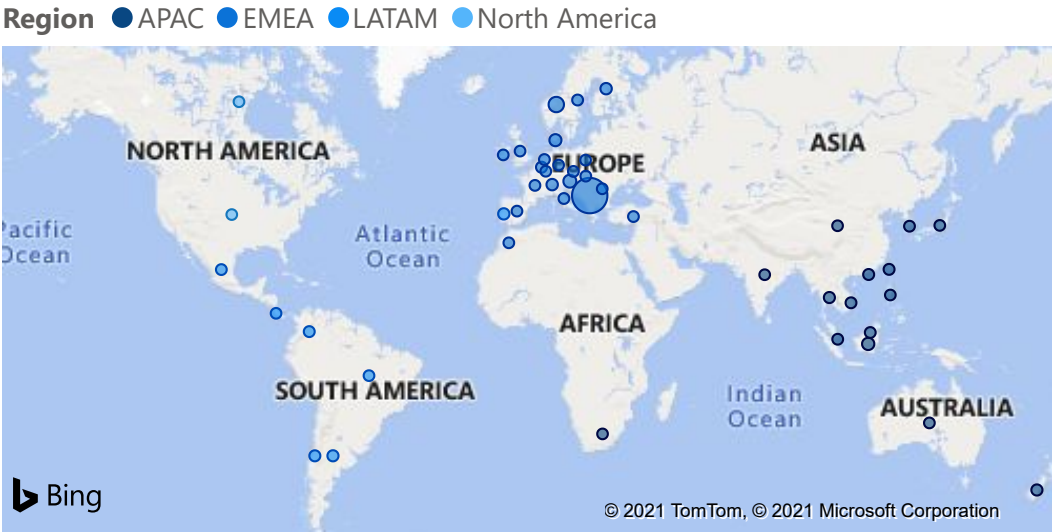 Region APAC EMEA LATAM North America
NORTH AMERICA
EUROPE
ASIA
Pacific
Ocean
Atlantic
Ocean
AFRICA
SOUTH AMERICA
Indian
Ocean
AUSTRALIA
Bing
© 2021 TomTom, © 2021 Microsoft Corporation